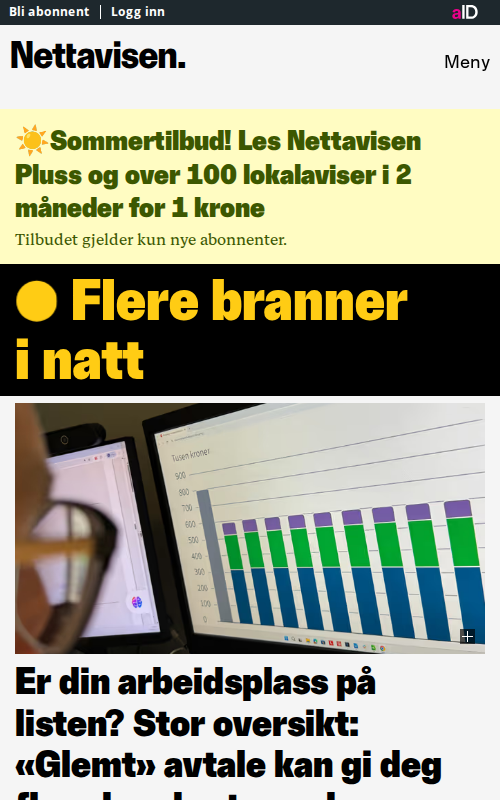 Bli abonnent | Logg inn
aID
Nettavisen.
Meny
Sommertilbud! Les Nettavisen
Pluss og over 100 lokalaviser i 2
måneder for 1 krone
Tilbudet gjelder kun nye abonnenter.
Flere branner
i natt
Tusen kroner
900
800
700
600
500
400
300
200
100
0
Er din arbeidsplass på
listen? Stor oversikt:
«Glemt» avtale kan gi deg